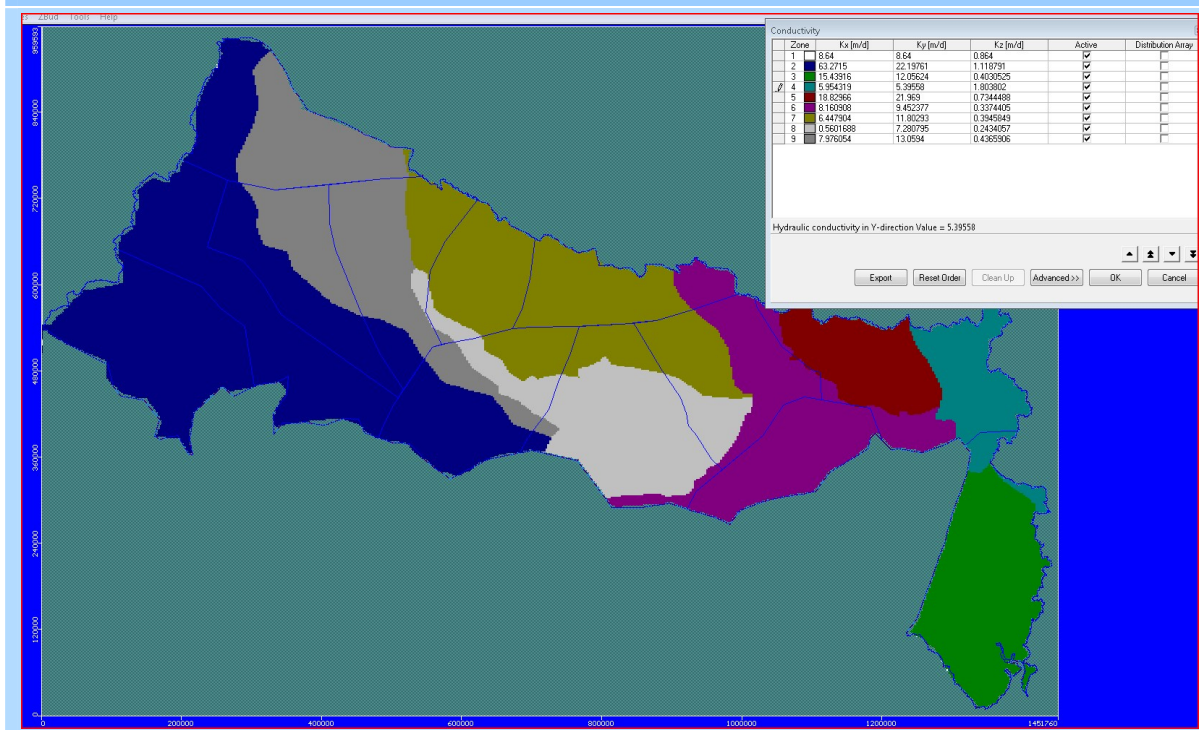 ZBud Tools Help
Conductivity
Zone Kx [m/d] Ky [m/d] Kz [m/d] Active Distribution Array
1 8.64 8.64 0.864
2 63.2715 22.19761 1.118791
3 15.43916 12.05624 0.4030525
4 5.954319 5.39558 1.803802
5 18.82966 21.969 0.7344488
6 8.160908 9.452377 0.3374405
7 6.447904 11.80293 0.3945849
8 0.5601688 7.280795 0.2434057
9 7.976054 13.0594 0.4365906
Hydraulic conductivity in Y-direction Value = 5.39558
Export Reset Order Clean Up Advanced >> OK Cancel
959593
840000
720000
600000
480000
360000
240000
120000
0
0 200000 400000 600000 800000 1000000 1200000 1451760